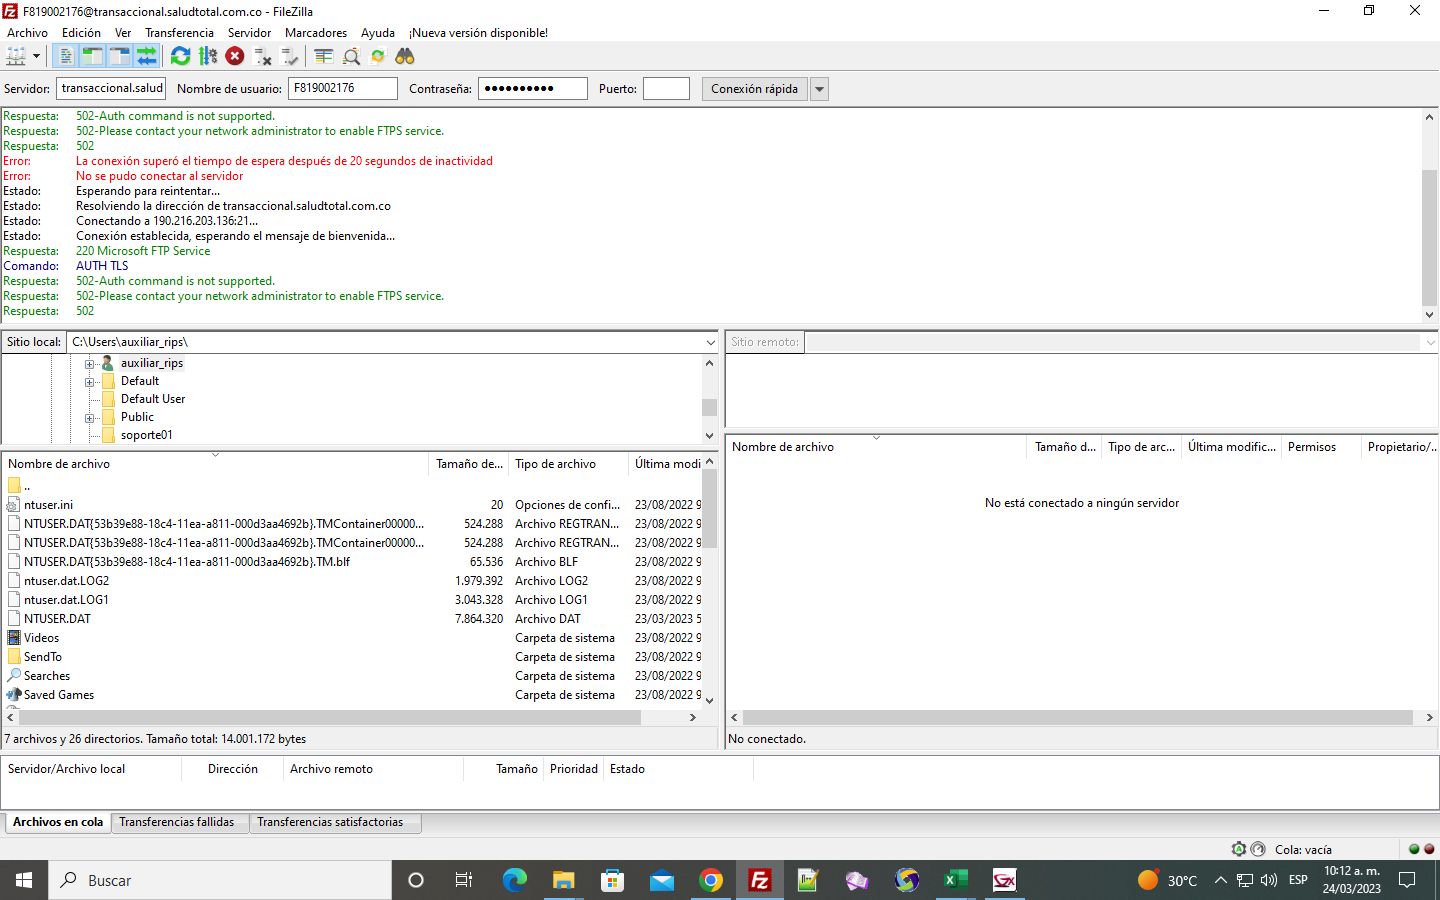 F819002176@transaccional.saludtotal.com.co - FileZilla
Archivo Edición Ver Transferencia Servidor Marcadores Ayuda ¡Nueva versión disponible!
Servidor: transaccional.salud Nombre de usuario: F819002176 Contraseña: ●●●●●●●●●● Puerto: Conexión rápida
Respuesta: 502-Auth command is not supported.
Respuesta: 502-Please contact your network administrator to enable FTPS service.
Respuesta: 502
Error: La conexión superó el tiempo de espera después de 20 segundos de inactividad
Error: No se pudo conectar al servidor
Estado: Esperando para reintentar...
Estado: Resolviendo la dirección de transaccional.saludtotal.com.co
Estado: Conectando a 190.216.203.136:21...
Estado: Conexión establecida, esperando el mensaje de bienvenida...
Respuesta: 220 Microsoft FTP Service
Comando: AUTH TLS
Respuesta: 502-Auth command is not supported.
Respuesta: 502-Please contact your network administrator to enable FTPS service.
Respuesta: 502
Sitio local: C:\Users\auxiliar_rips\
auxiliar_rips
Default
Default User
Public
soporte01
Nombre de archivo Tamaño de... Tipo de archivo Última modi
..
ntuser.ini 20 Opciones de confi... 23/08/2022 9
NTUSER.DAT{53b39e88-18c4-11ea-a811-000d3aa4692b}.TMContainer00000... 524.288 Archivo REGTRAN... 23/08/2022 9
NTUSER.DAT{53b39e88-18c4-11ea-a811-000d3aa4692b}.TMContainer00000... 524.288 Archivo REGTRAN... 23/08/2022 9
NTUSER.DAT{53b39e88-18c4-11ea-a811-000d3aa4692b}.TM.blf 65.536 Archivo BLF 23/08/2022 9
ntuser.dat.LOG2 1.979.392 Archivo LOG2 23/08/2022 9
ntuser.dat.LOG1 3.043.328 Archivo LOG1 23/08/2022 9
NTUSER.DAT 7.864.320 Archivo DAT 23/03/2023 5
Videos Carpeta de sistema 23/08/2022 9
SendTo Carpeta de sistema 23/08/2022 9
Searches Carpeta de sistema 23/08/2022 9
Saved Games Carpeta de sistema 23/08/2022 9
7 archivos y 26 directorios. Tamaño total: 14.001.172 bytes
Sitio remoto:
Nombre de archivo Tamaño d... Tipo de arc... Última modific... Permisos Propietario/...
No está conectado a ningún servidor
No conectado.
Servidor/Archivo local Dirección Archivo remoto Tamaño Prioridad Estado
Archivos en cola Transferencias fallidas Transferencias satisfactorias
Cola: vacía
Buscar
30°C
ESP
10:12 a. m.
24/03/2023